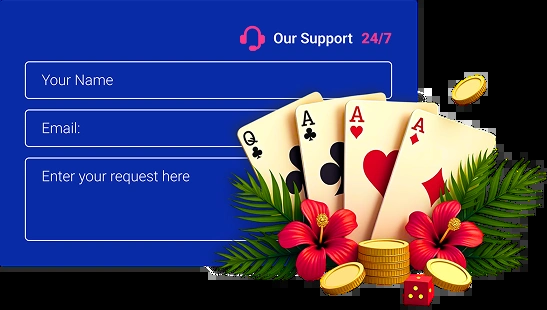 Our Support 24/7
Your Name
Email:
Enter your request here
Q
A
A
A